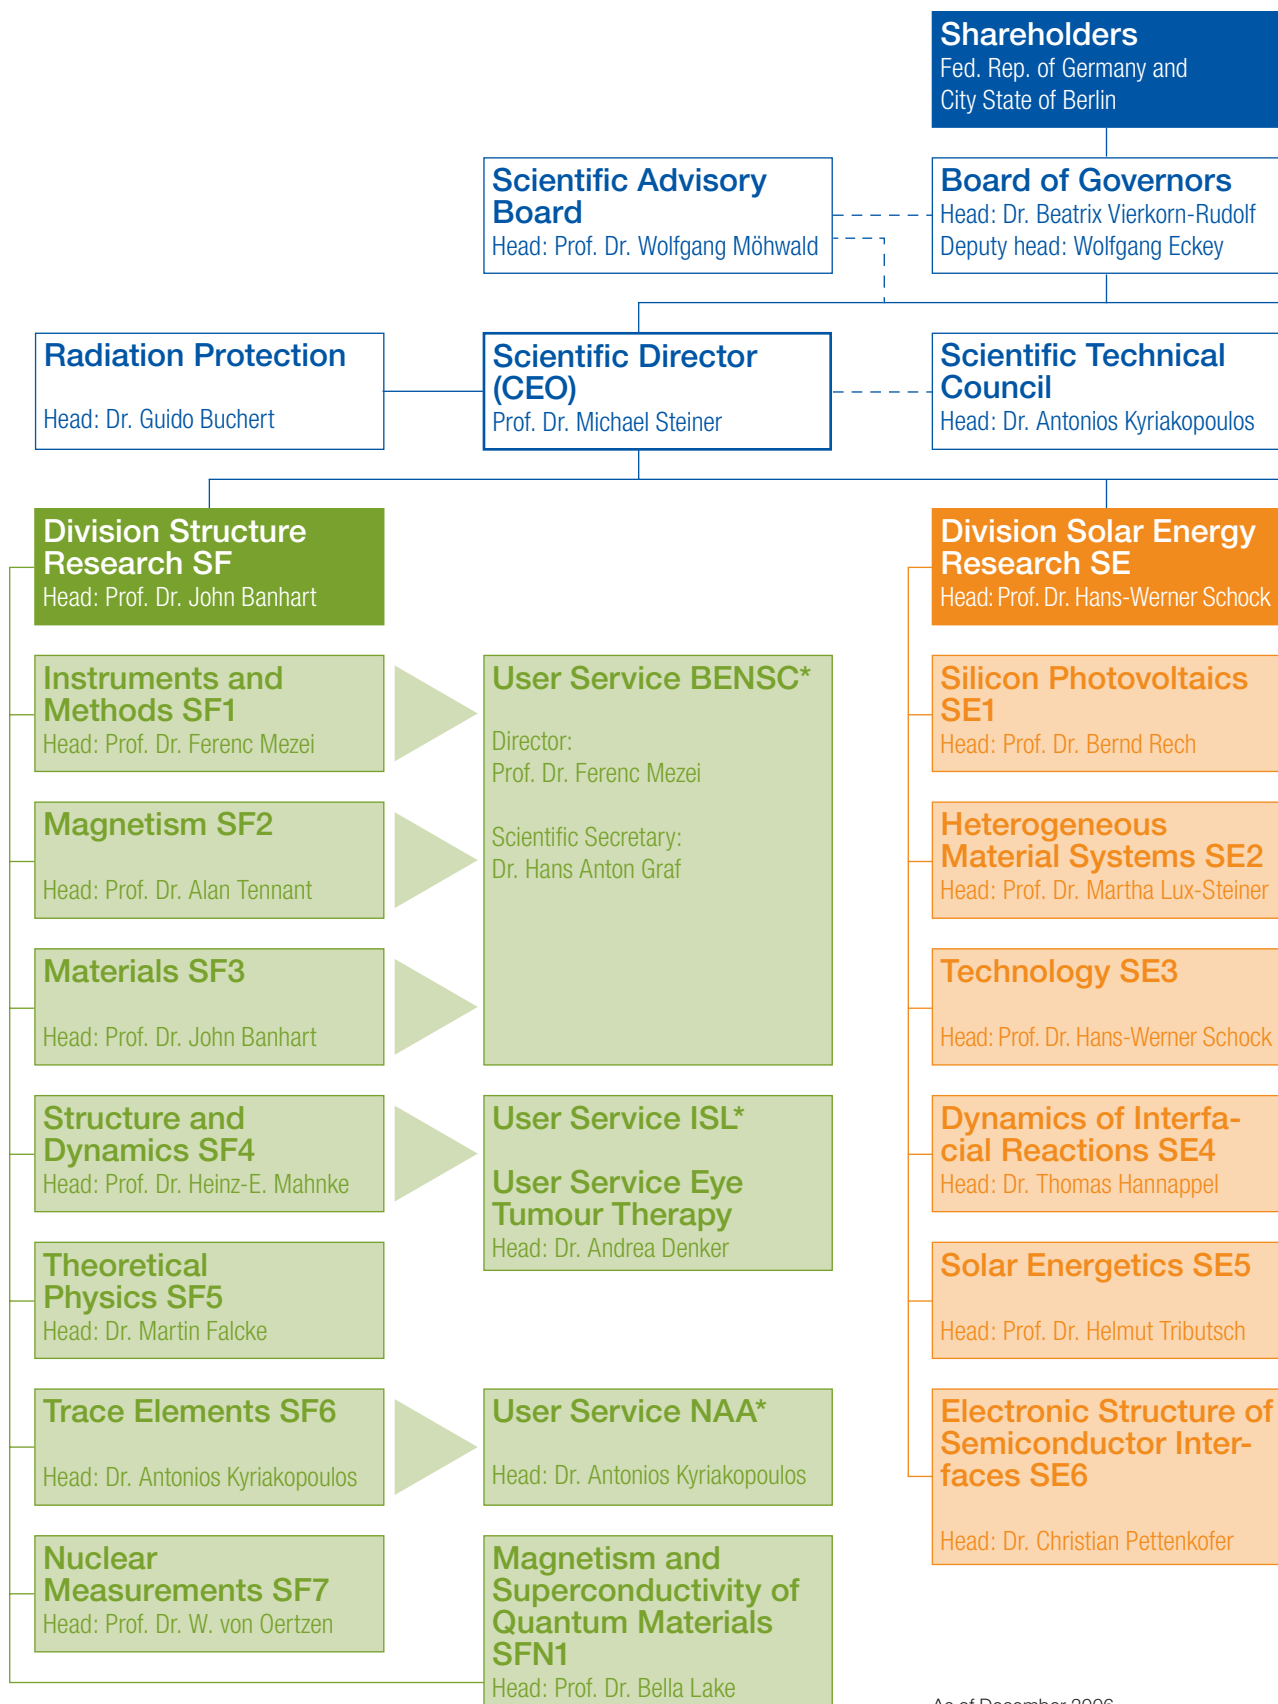 Shareholders
Fed. Rep. of Germany and
City State of Berlin
Scientific Advisory
Board
Head: Prof. Dr. Wolfgang Möhwald
Board of Governors
Head: Dr. Beatrix Vierkorn-Rudolf
Deputy head: Wolfgang Eckey
Radiation Protection
Head: Dr. Guido Buchert
Scientific Director
(CEO)
Prof. Dr. Michael Steiner
Scientific Technical
Council
Head: Dr. Antonios Kyriakopoulos
Division Structure
Research SF
Head: Prof. Dr. John Banhart
Instruments and
Methods SF1
Head: Prof. Dr. Ferenc Mezei
Magnetism SF2
Head: Prof. Dr. Alan Tennant
Materials SF3
Head: Prof. Dr. John Banhart
Structure and
Dynamics SF4
Head: Prof. Dr. Heinz-E. Mahnke
Theoretical
Physics SF5
Head: Dr. Martin Falcke
Trace Elements SF6
Head: Dr. Antonios Kyriakopoulos
Nuclear
Measurements SF7
Head: Prof. Dr. W. von Oertzen
User Service BENSC*
Director:
Prof. Dr. Ferenc Mezei
Scientific Secretary:
Dr. Hans Anton Graf
User Service ISL*
User Service Eye
Tumour Therapy
Head: Dr. Andrea Denker
User Service NAA*
Head: Dr. Antonios Kyriakopoulos
Magnetism and
Superconductivity of
Quantum Materials
SFN1
Head: Prof. Dr. Bella Lake
Division Solar Energy
Research SE
Head: Prof. Dr. Hans-Werner Schock
Silicon Photovoltaics
SE1
Head: Prof. Dr. Bernd Rech
Heterogeneous
Material Systems SE2
Head: Prof. Dr. Martha Lux-Steiner
Technology SE3
Head: Prof. Dr. Hans-Werner Schock
Dynamics of Interfa-
cial Reactions SE4
Head: Dr. Thomas Hannappel
Solar Energetics SE5
Head: Prof. Dr. Helmut Tributsch
Electronic Structure of
Semiconductor Inter-
faces SE6
Head: Dr. Christian Pettenkofer
As of December 2006